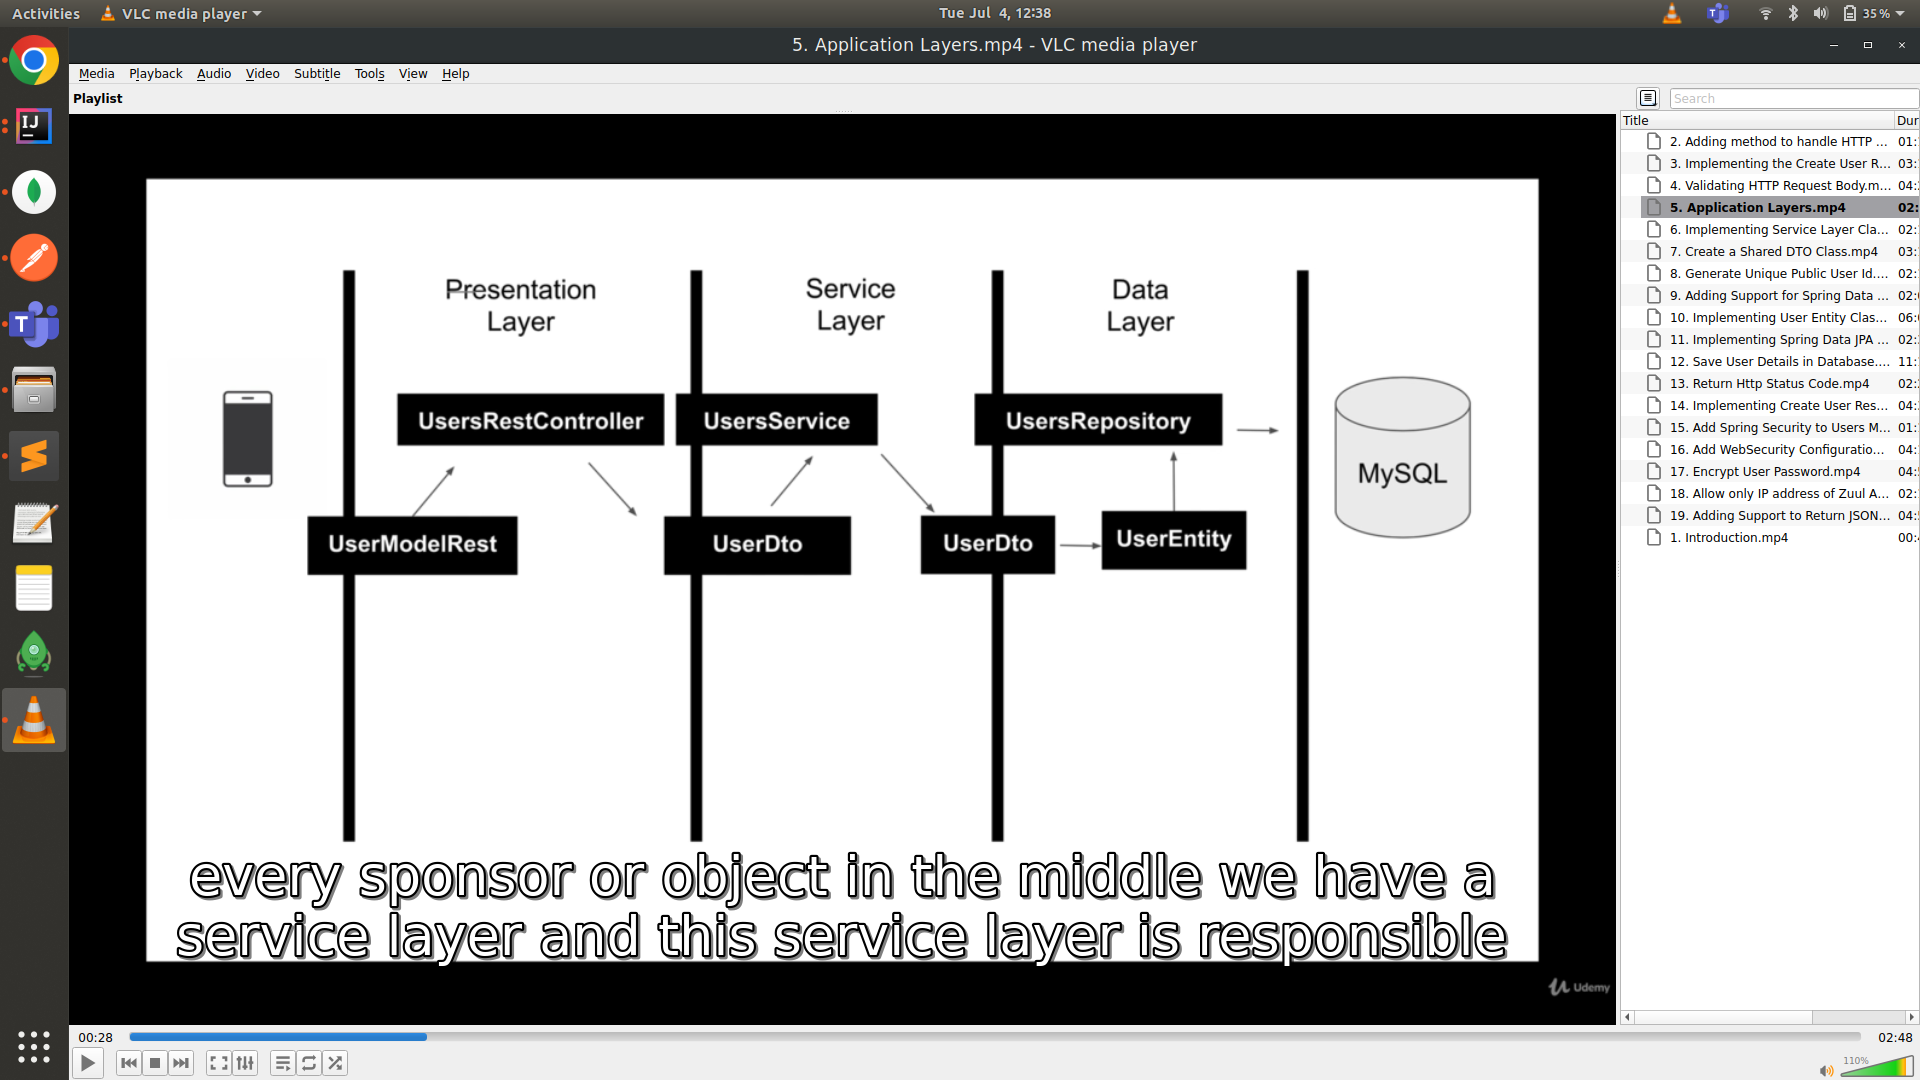 Activities
VLC media player
Tue Jul  4, 12:38
35 %
5. Application Layers.mp4 - VLC media player
Media Playback Audio Video Subtitle Tools View Help
Playlist
Search
Title
Dur
2. Adding method to handle HTTP ... 01:
3. Implementing the Create User R... 03:
4. Validating HTTP Request Body.m... 04:
5. Application Layers.mp4 02:
6. Implementing Service Layer Cla... 02:
7. Create a Shared DTO Class.mp4 03:
8. Generate Unique Public User Id.... 02:
9. Adding Support for Spring Data ... 02:
10. Implementing User Entity Clas... 06:
11. Implementing Spring Data JPA ... 02:
12. Save User Details in Database.... 11:
13. Return Http Status Code.mp4 02:
14. Implementing Create User Res... 04:
15. Add Spring Security to Users M... 01:
16. Add WebSecurity Configuratio... 04:
17. Encrypt User Password.mp4 04:
18. Allow only IP address of Zuul A... 02:
19. Adding Support to Return JSON... 04:
1. Introduction.mp4 00:
Presentation
Layer
Service
Layer
Data
Layer
UsersRestController
UsersService
UsersRepository
MySQL
UserModelRest
UserDto
UserDto
UserEntity
every sponsor or object in the middle we have a
service layer and this service layer is responsible
Udemy
00:28
02:48
110%
IJ
T
T